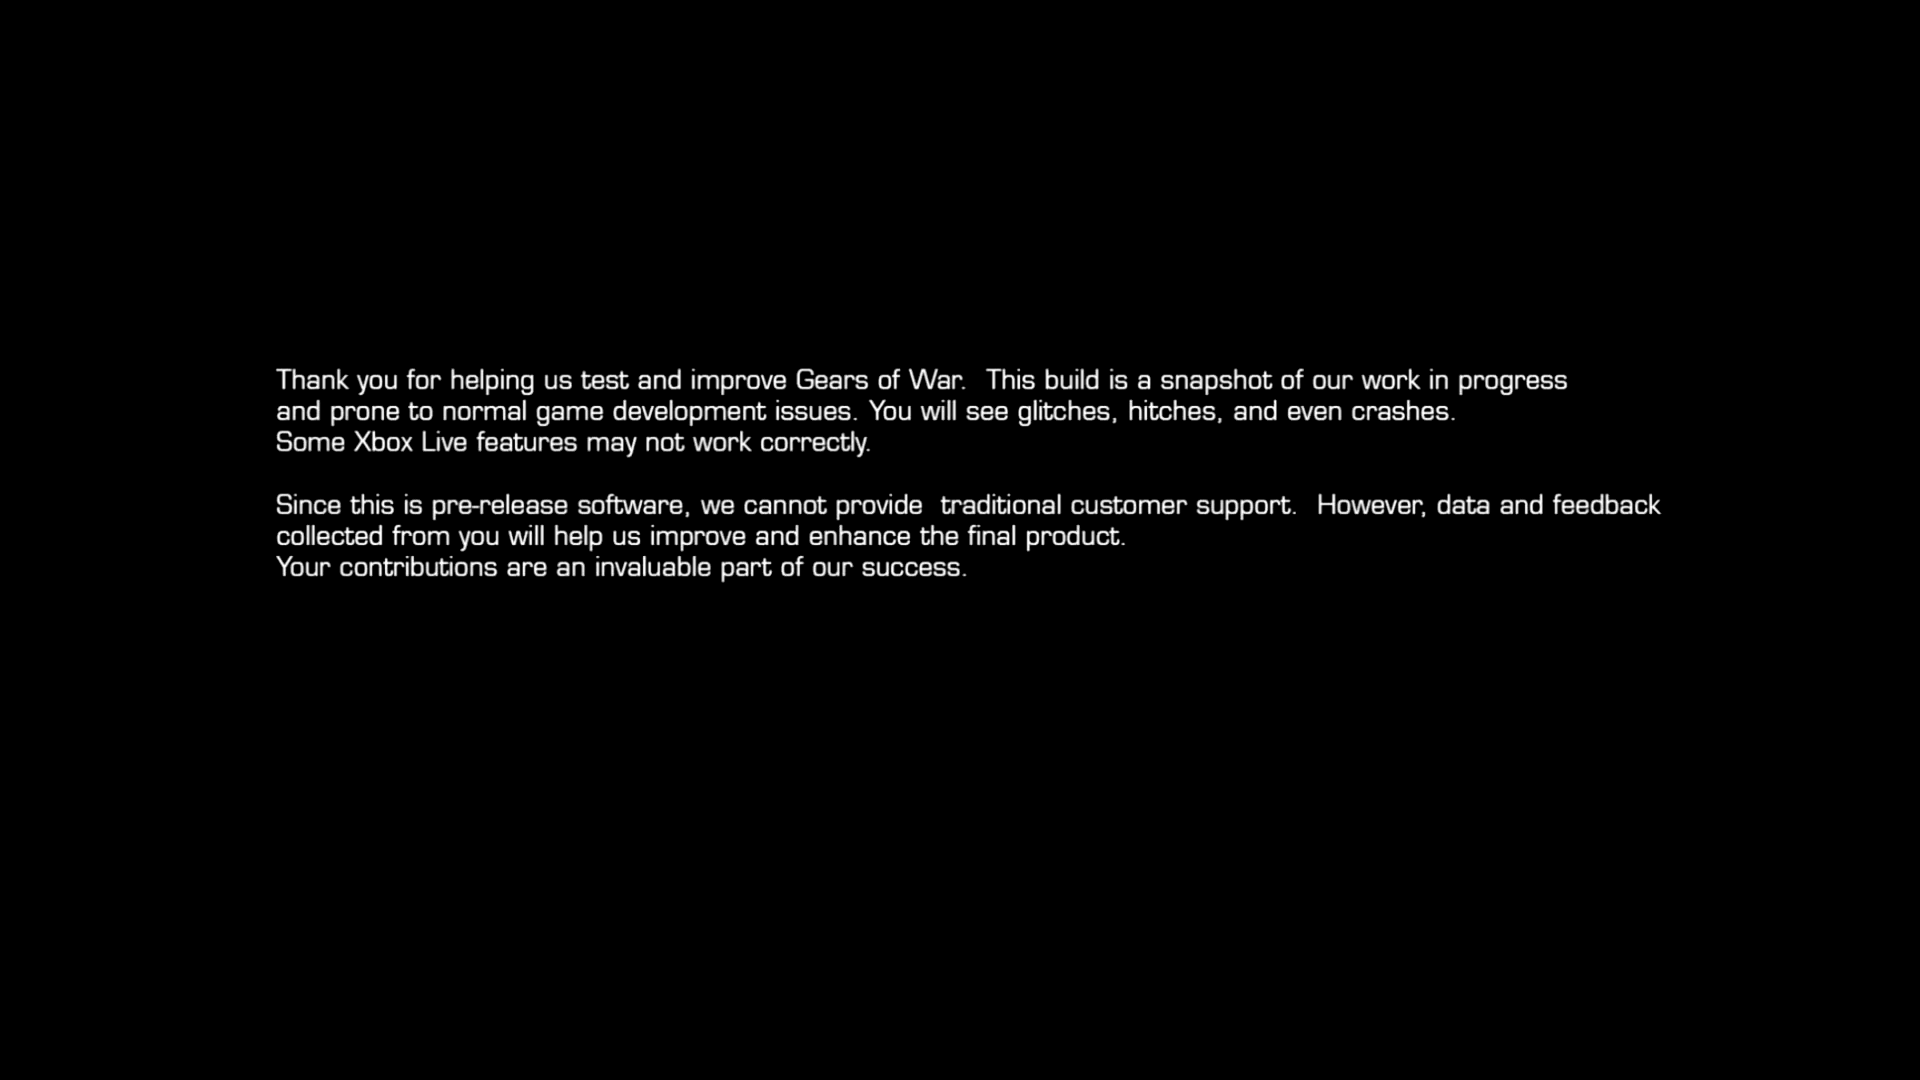 Thank you for helping us test and improve Gears of War.  This build is a snapshot of our work in progress
and prone to normal game development issues. You will see glitches, hitches, and even crashes.
Some Xbox Live features may not work correctly.
Since this is pre-release software, we cannot provide  traditional customer support.  However, data and feedback
collected from you will help us improve and enhance the final product.
Your contributions are an invaluable part of our success.